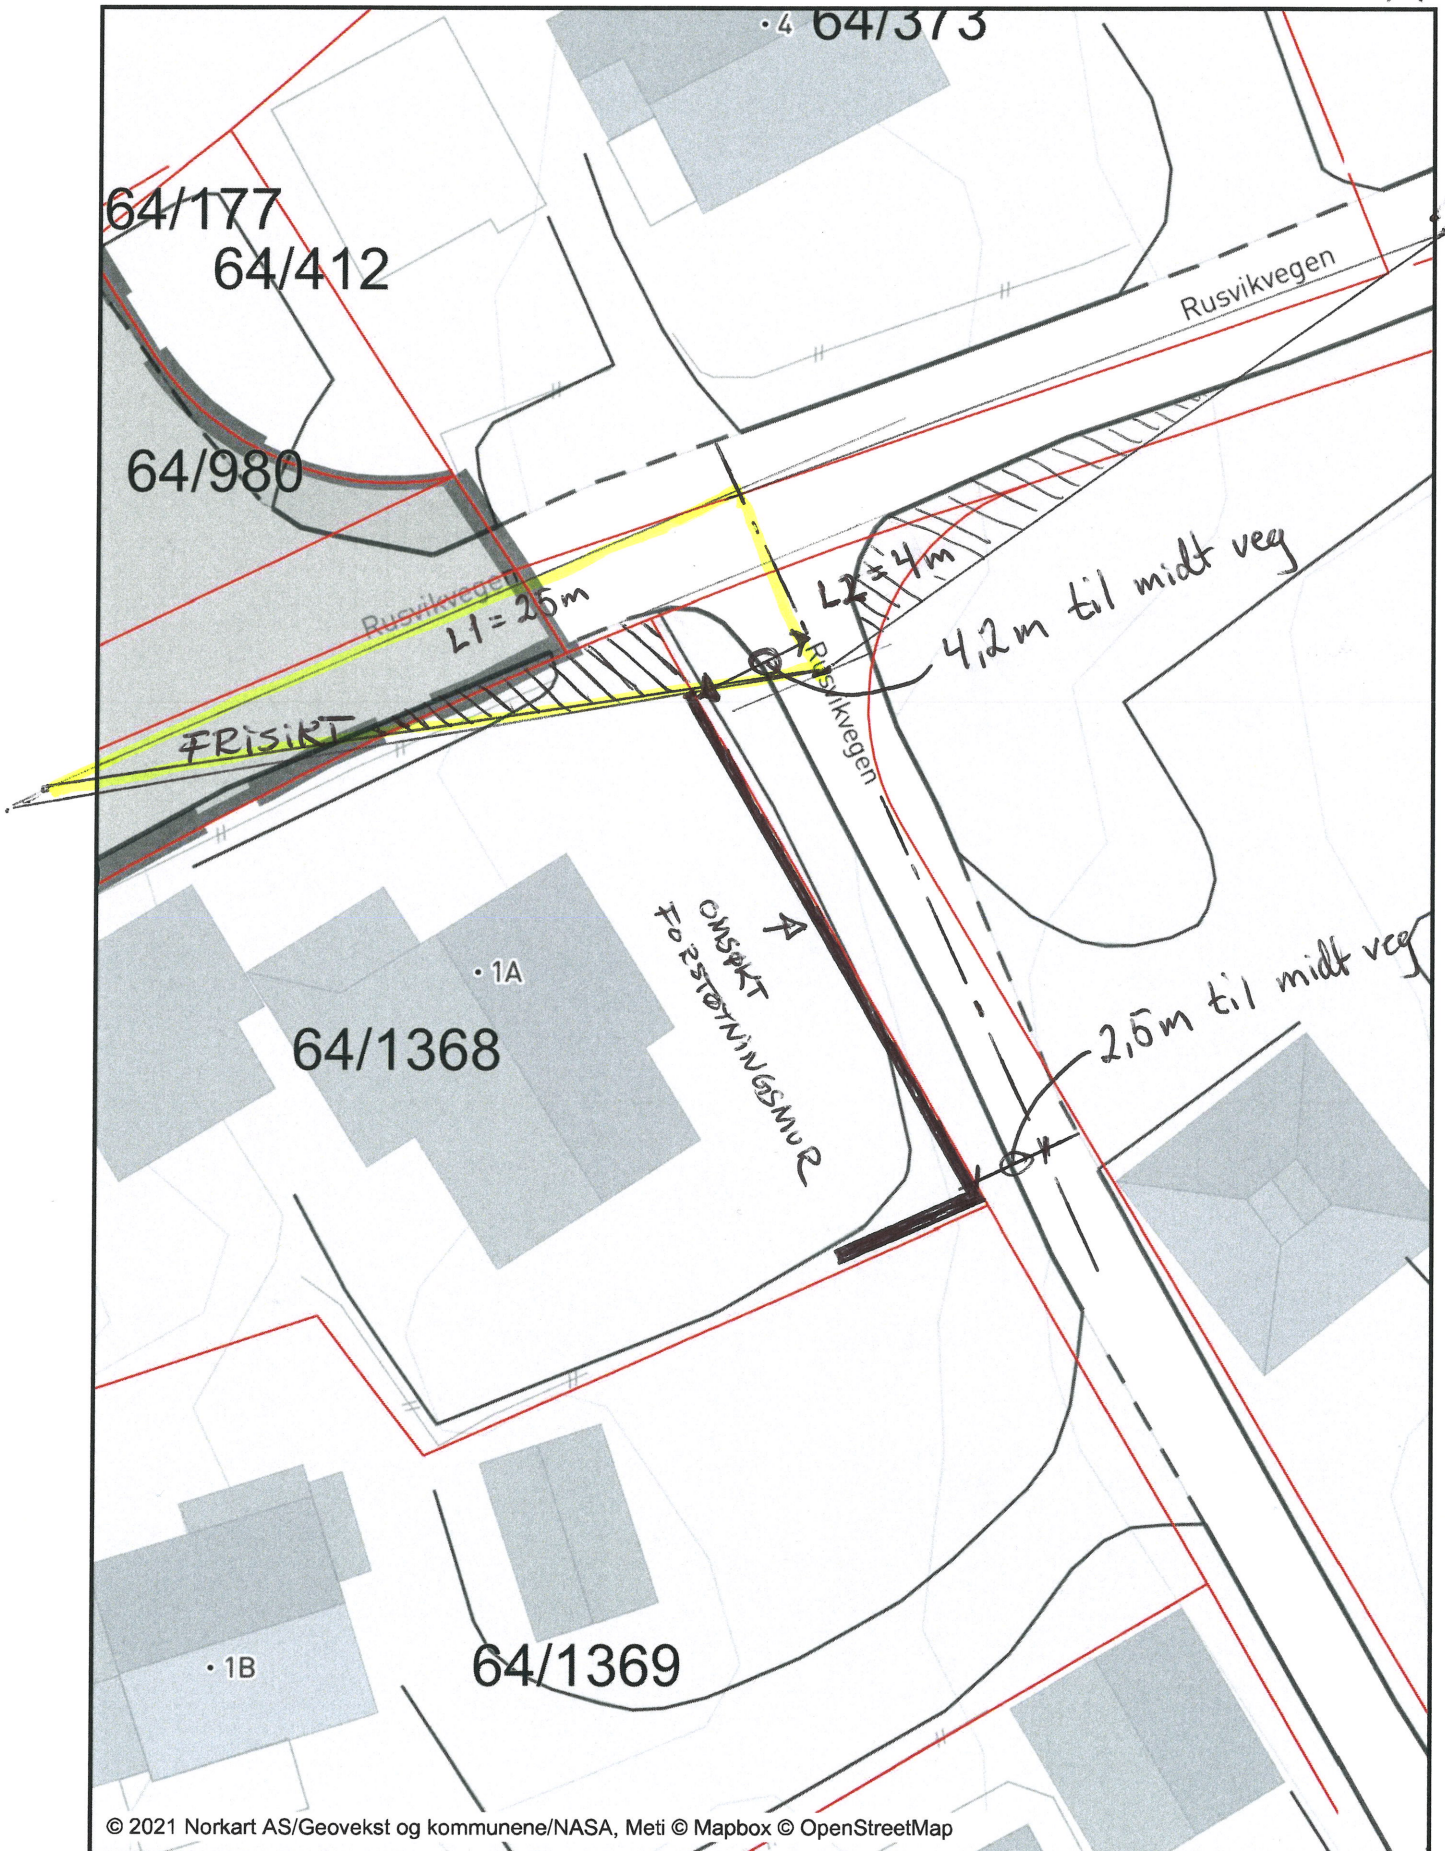 4
64/373
64/177
64/412
Rusvikvegen
64/980
Rusvikvegen
L1 = 25m
L2 = 4m
4,2m til midt veg
Rusvikvegen
FRISIKT
OMSØKT
FORSTØTNINGSMUR
A
1A
64/1368
2,5m til midt veg
64/1369
1B
© 2021 Norkart AS/Geovekst og kommunene/NASA, Meti © Mapbox © OpenStreetMap